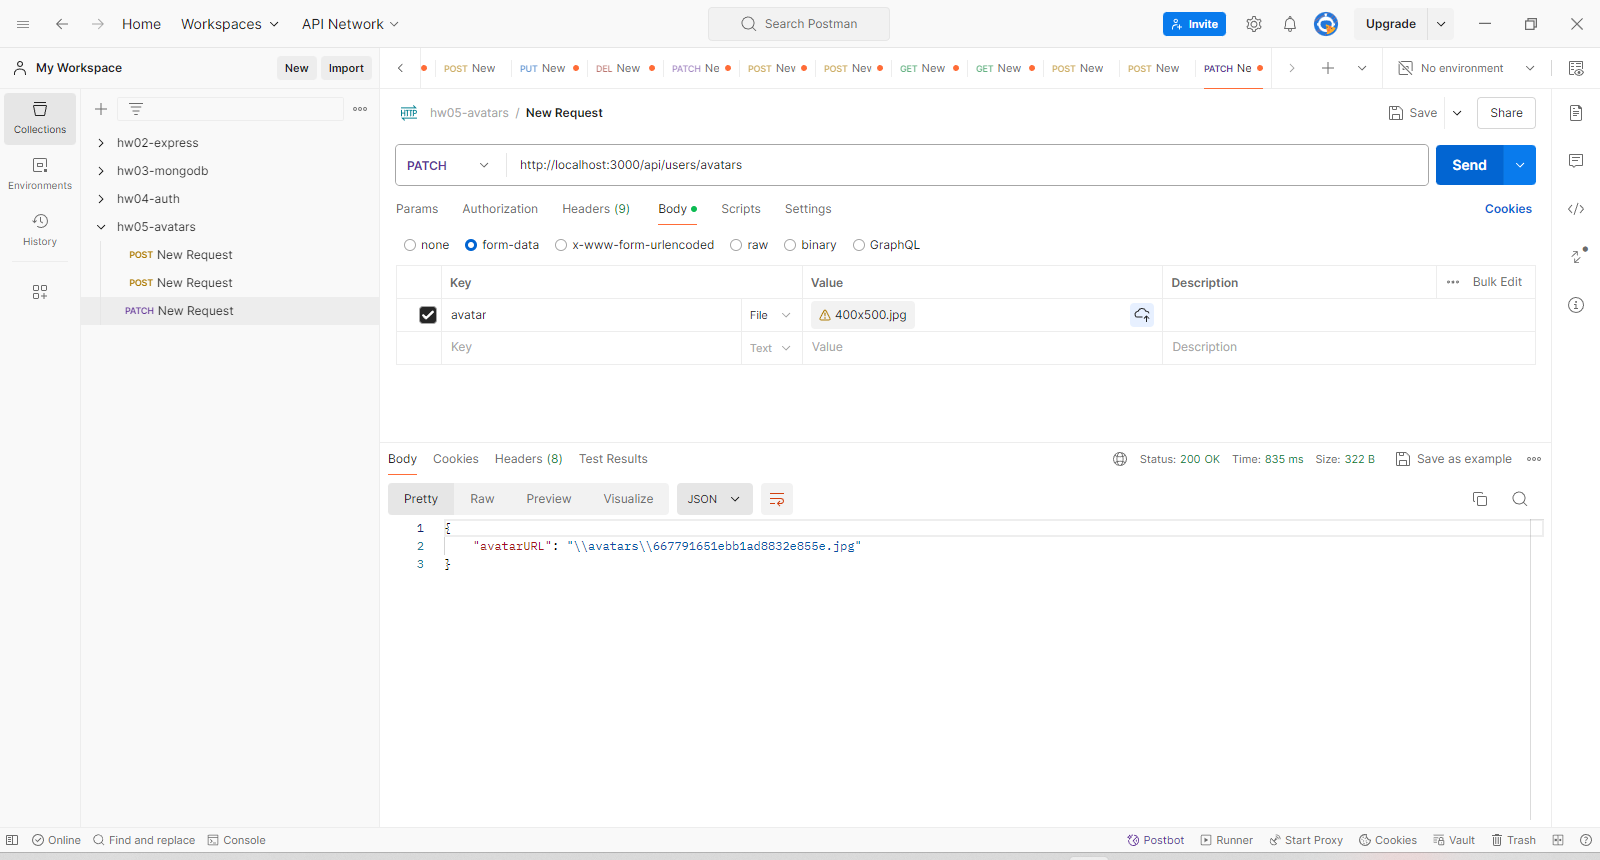 Home Workspaces API Network Search Postman Invite Upgrade
My Workspace New Import POST New PUT New DEL New PATCH Ne POST New POST New GET New GET New POST New POST New PATCH Ne No environment
Collections
Environments
History
hw02-express
hw03-mongodb
hw04-auth
hw05-avatars
POST New Request
POST New Request
PATCH New Request
HTTP hw05-avatars / New Request Save Share
PATCH http://localhost:3000/api/users/avatars Send
Params Authorization Headers (9) Body Scripts Settings Cookies
none form-data x-www-form-urlencoded raw binary GraphQL
Key Value Description Bulk Edit
avatar File 400x500.jpg
Key Text Value Description
Body Cookies Headers (8) Test Results Status: 200 OK Time: 835 ms Size: 322 B Save as example
Pretty Raw Preview Visualize JSON
1 {
2 "avatarURL": "\\avatars\\667791651ebb1ad8832e855e.jpg"
3 }
Online Find and replace Console Postbot Runner Start Proxy Cookies Vault Trash